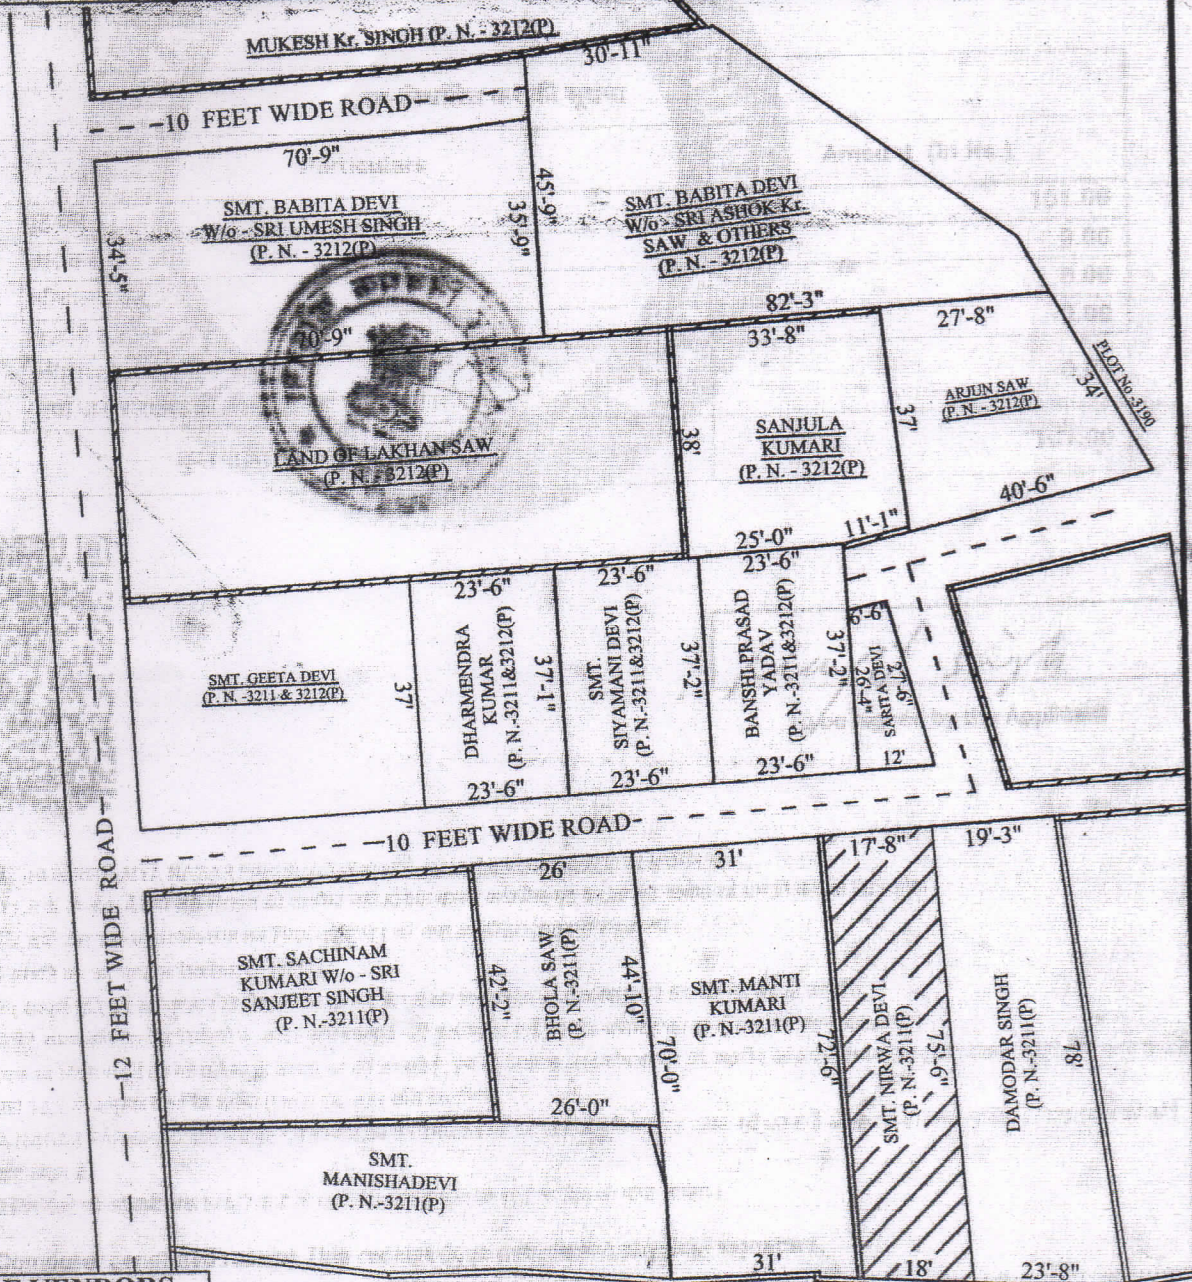 MUKESH Kr. SINGH (P. N. - 3212(P)
30'-11"
10 FEET WIDE ROAD
70'-9"
SMT. BABITA DEVI
W/o - SRI UMESH SINGH
(P. N. - 3212(P)
34'-5"
35'-9"
45'-9"
70'-9"
SMT. BABITA DEVI
W/o - SRI ASHOK Kr.
SAW & OTHERS
(P. N. - 3212(P)
82'-3"
Amount (In Rs.)
LAND OF LAKHAN SAW
(P. N. - 3212(P)
38'
33'-8"
SANJULA
KUMARI
(P. N. - 3212(P)
25'-0"
11'-1"
37'
27'-8"
ARJUN SAW
(P. N. - 3212(P)
34'
PLOT No.-3190
40'-6"
SMT. GEETA DEVI
(P. N. -3211 & 3212(P)
37'
23'-6"
DHARMENDRA
KUMAR
(P. N.-3211&3212(P)
37'-1"
23'-6"
23'-6"
SMT.
SIYAMANI DEVI
(P. N.-3211&3212(P)
37'-2"
23'-6"
23'-6"
BANSHI PRASAD
YADAV
(P. N.-3211&3212(P)
37'-2"
23'-6"
6'-6"
26'-4"
SARITA DEVI
27'-6"
12'
10 FEET WIDE ROAD
12 FEET WIDE ROAD
SMT. SACHINAM
KUMARI W/o - SRI
SANJEET SINGH
(P. N.-3211(P)
42'-2"
26'
BHOLA SAW
(P. N.-3211(P)
44'-10"
26'-0"
31'
SMT. MANTI
KUMARI
(P. N.-3211(P)
70'-0"
72'-6"
31'
17'-8"
SMT. NIRWA DEVI
(P. N.-3211(P)
75'-6"
18'
19'-3"
DAMODAR SINGH
(P. N.-3211(P)
78'
23'-8"
SMT.
MANISHADEVI
(P. N.-3211(P)
VENDORS